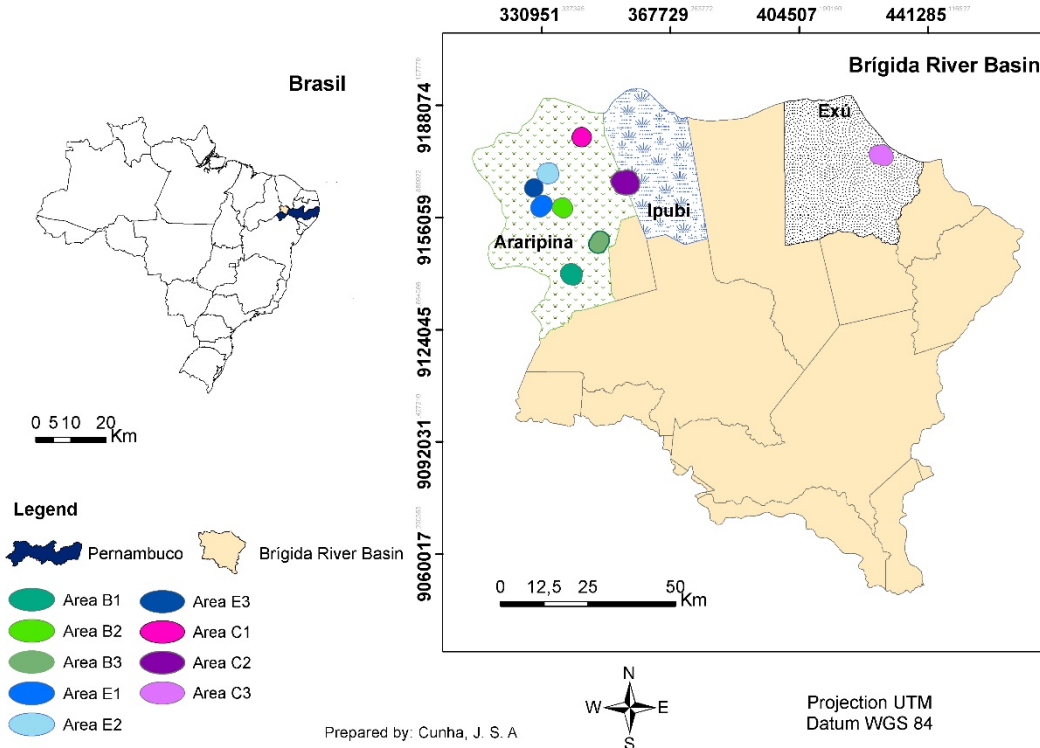 330951 367729 404507 441285
Brasil
Brígida River Basin
Exú
Ipubi
Araripina
9188074
9156059
9124045
9092031
9060017
0 5 10 20
Km
Legend
Pernambuco
Brígida River Basin
Area B1
Area B2
Area B3
Area E1
Area E2
Area E3
Area C1
Area C2
Area C3
0 12,5 25 50
Km
N
W E
S
Projection UTM
Datum WGS 84
Prepared by: Cunha, J. S. A